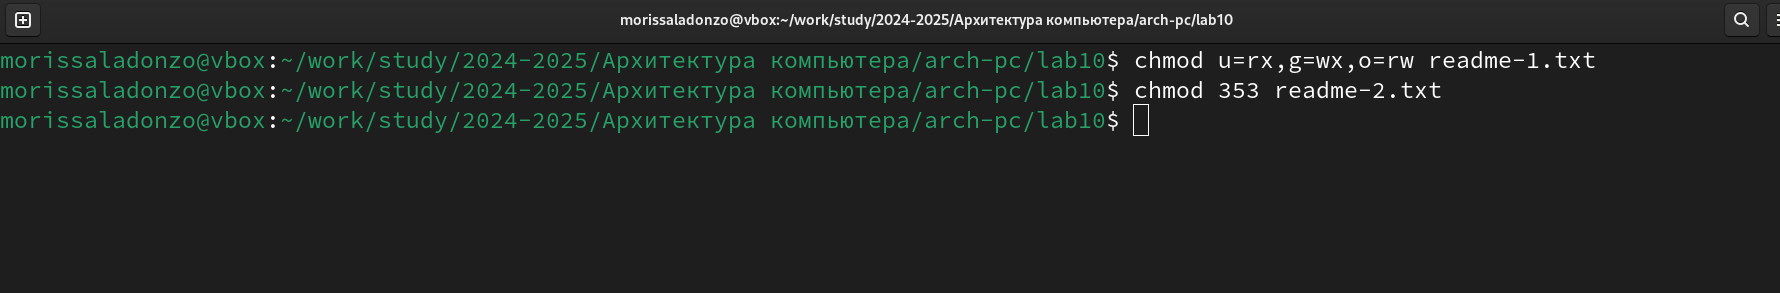 morissaladonzo@vbox:~/work/study/2024-2025/Архитектура компьютера/arch-pc/lab10
morissaladonzo@vbox:~/work/study/2024-2025/Архитектура компьютера/arch-pc/lab10$ chmod u=rx,g=wx,o=rw readme-1.txt
morissaladonzo@vbox:~/work/study/2024-2025/Архитектура компьютера/arch-pc/lab10$ chmod 353 readme-2.txt
morissaladonzo@vbox:~/work/study/2024-2025/Архитектура компьютера/arch-pc/lab10$